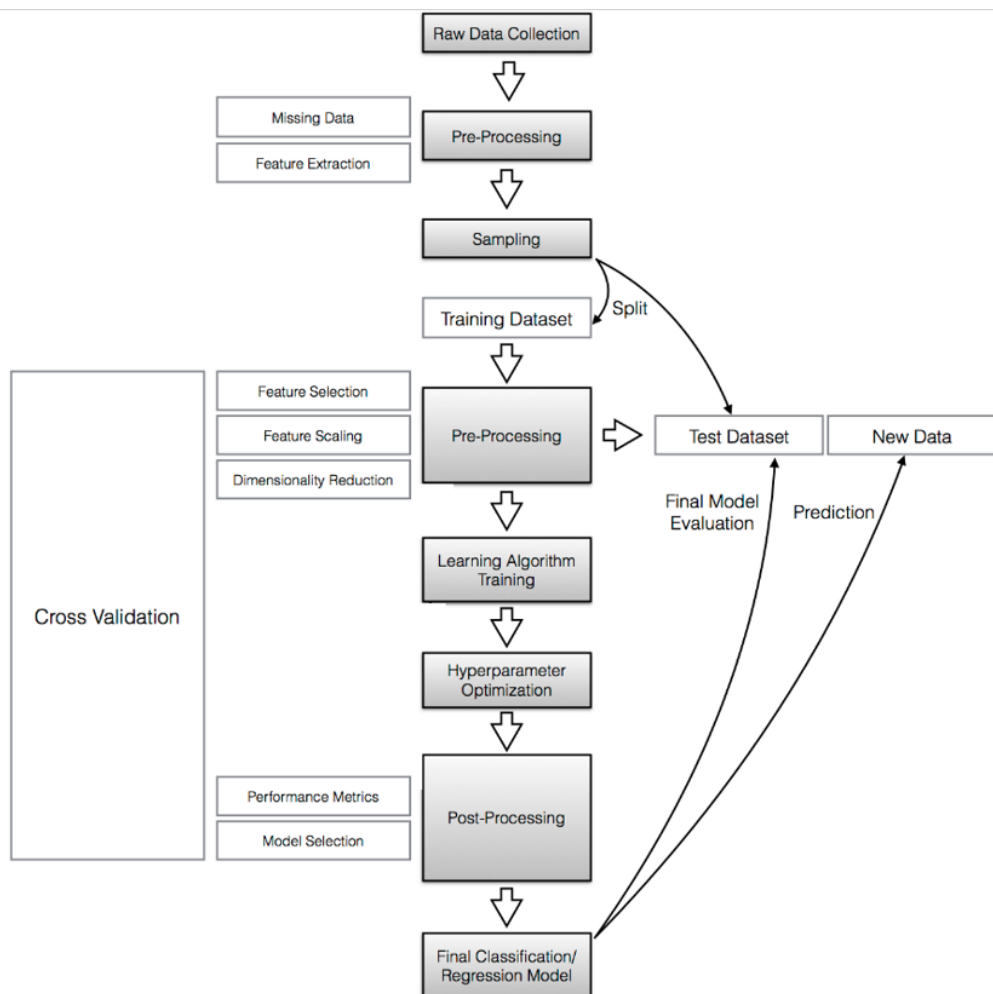 Raw Data Collection
Missing Data
Pre-Processing
Feature Extraction
Sampling
Split
Training Dataset
Feature Selection
Feature Scaling
Pre-Processing
Test Dataset
New Data
Dimensionality Reduction
Final Model
Evaluation
Prediction
Learning Algorithm
Training
Cross Validation
Hyperparameter
Optimization
Performance Metrics
Post-Processing
Model Selection
Final Classification/
Regression Model